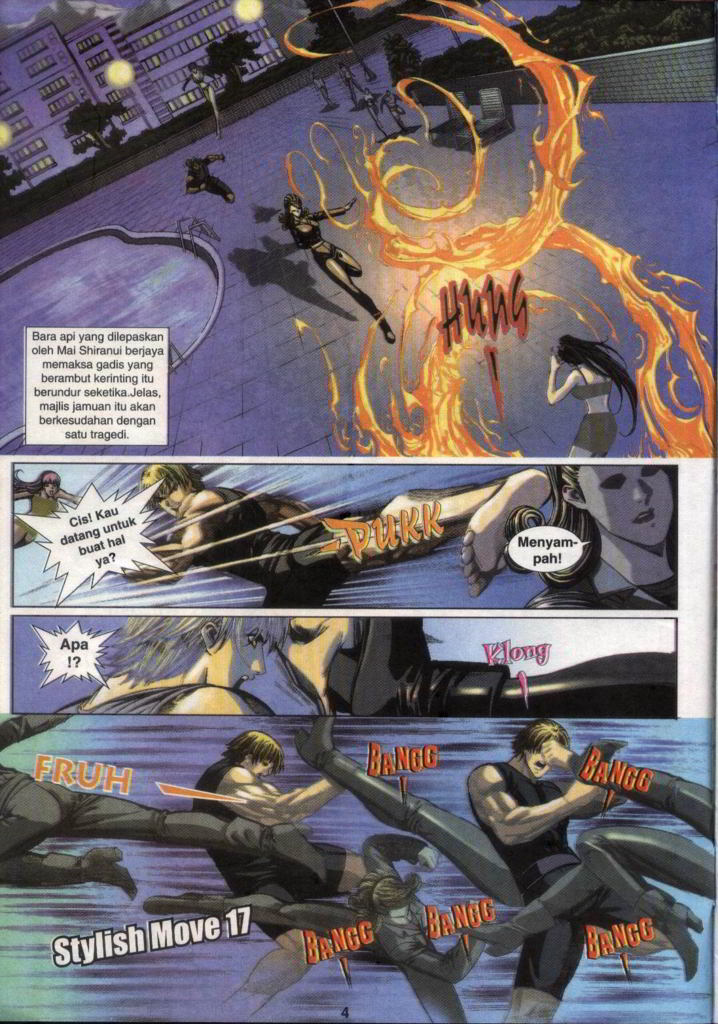 HUNG
!
Bara api yang dilepaskan
oleh Mai Shiranui berjaya
memaksa gadis yang
berambut kerinting itu
berundur seketika.Jelas,
majlis jamuan itu akan
berkesudahan dengan
satu tragedi.
Cis! Kau
datang untuk
buat hal
ya?
PUKK
Menyam-
pah!
Apa
!?
Klong
!
FRUH
BANGG
!
BANGG
!
Stylish Move 17
BANGG
!
BANGG
!
BANGG
!
4